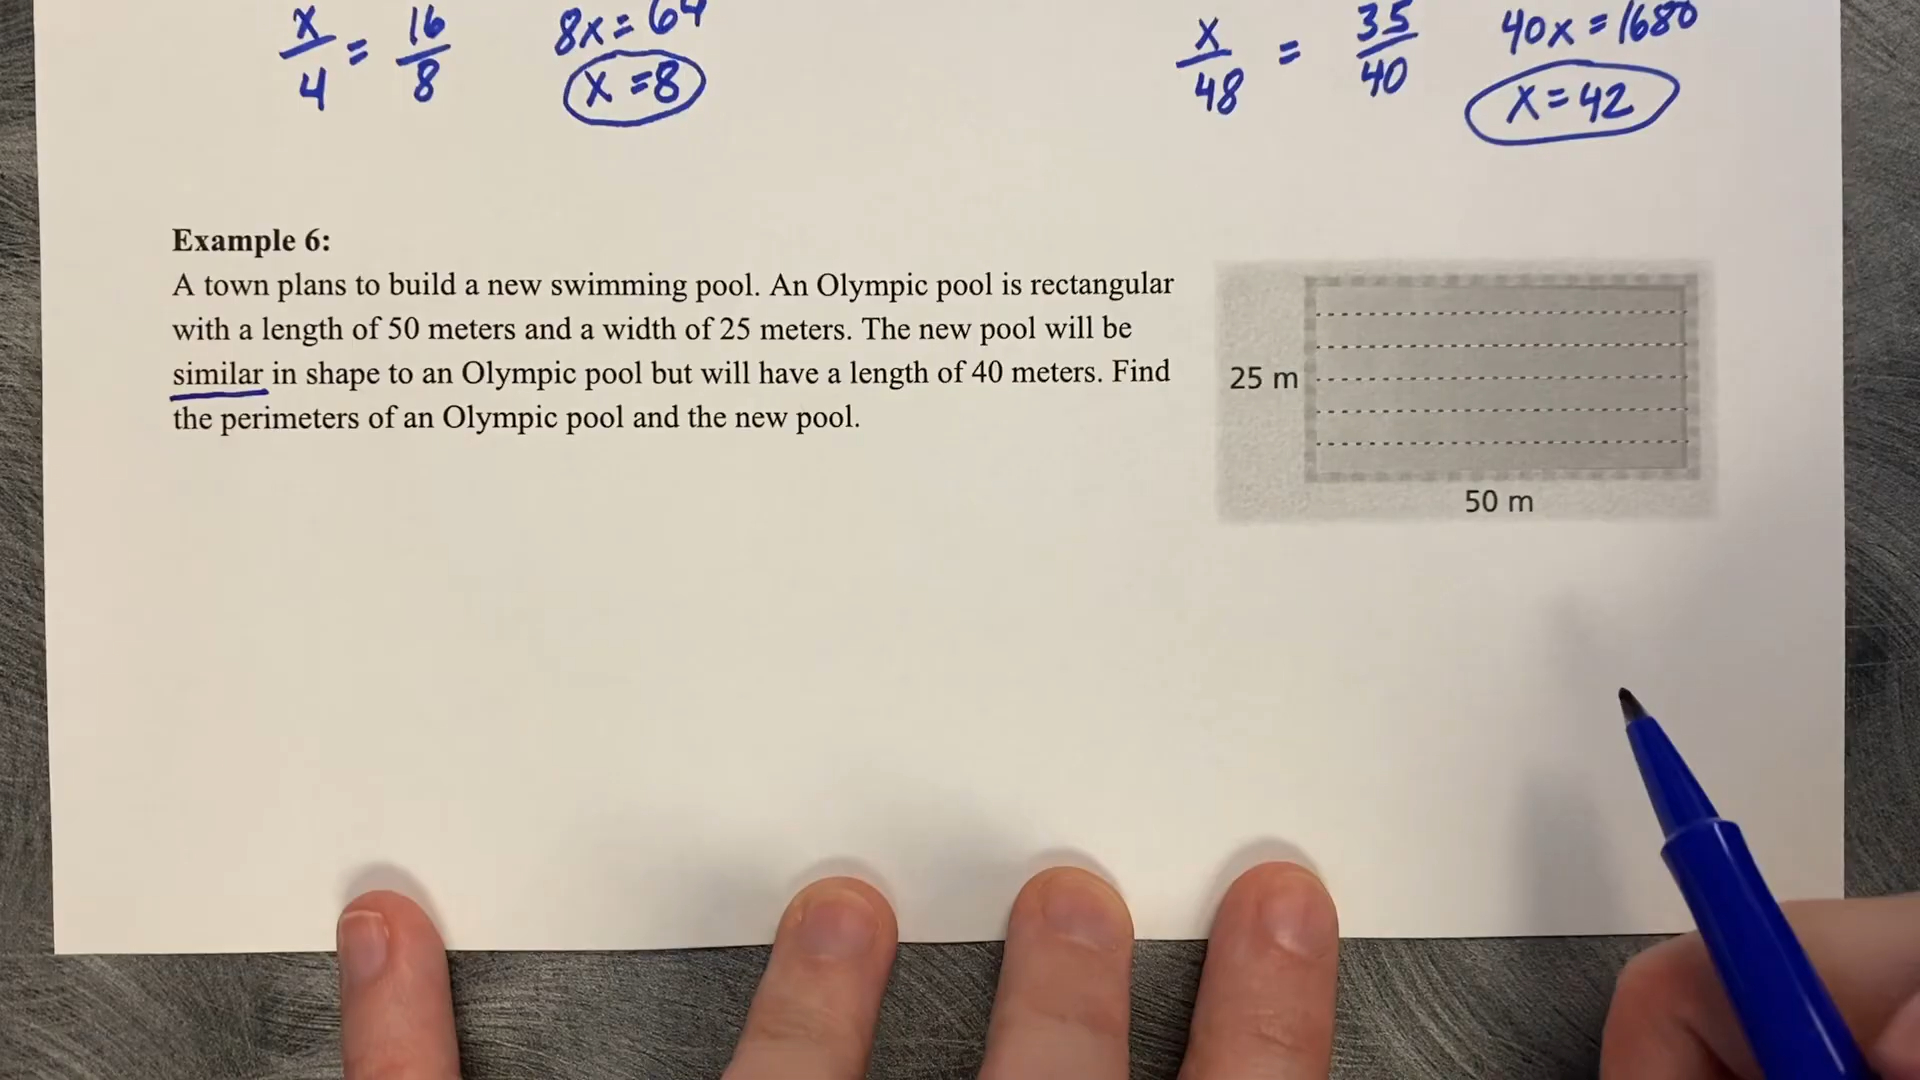 x/4 = 16/8
8x = 64
x = 8
x/48 = 35/40
40x = 1680
x = 42
Example 6:
A town plans to build a new swimming pool. An Olympic pool is rectangular
with a length of 50 meters and a width of 25 meters. The new pool will be
similar in shape to an Olympic pool but will have a length of 40 meters. Find
the perimeters of an Olympic pool and the new pool.
25 m
50 m